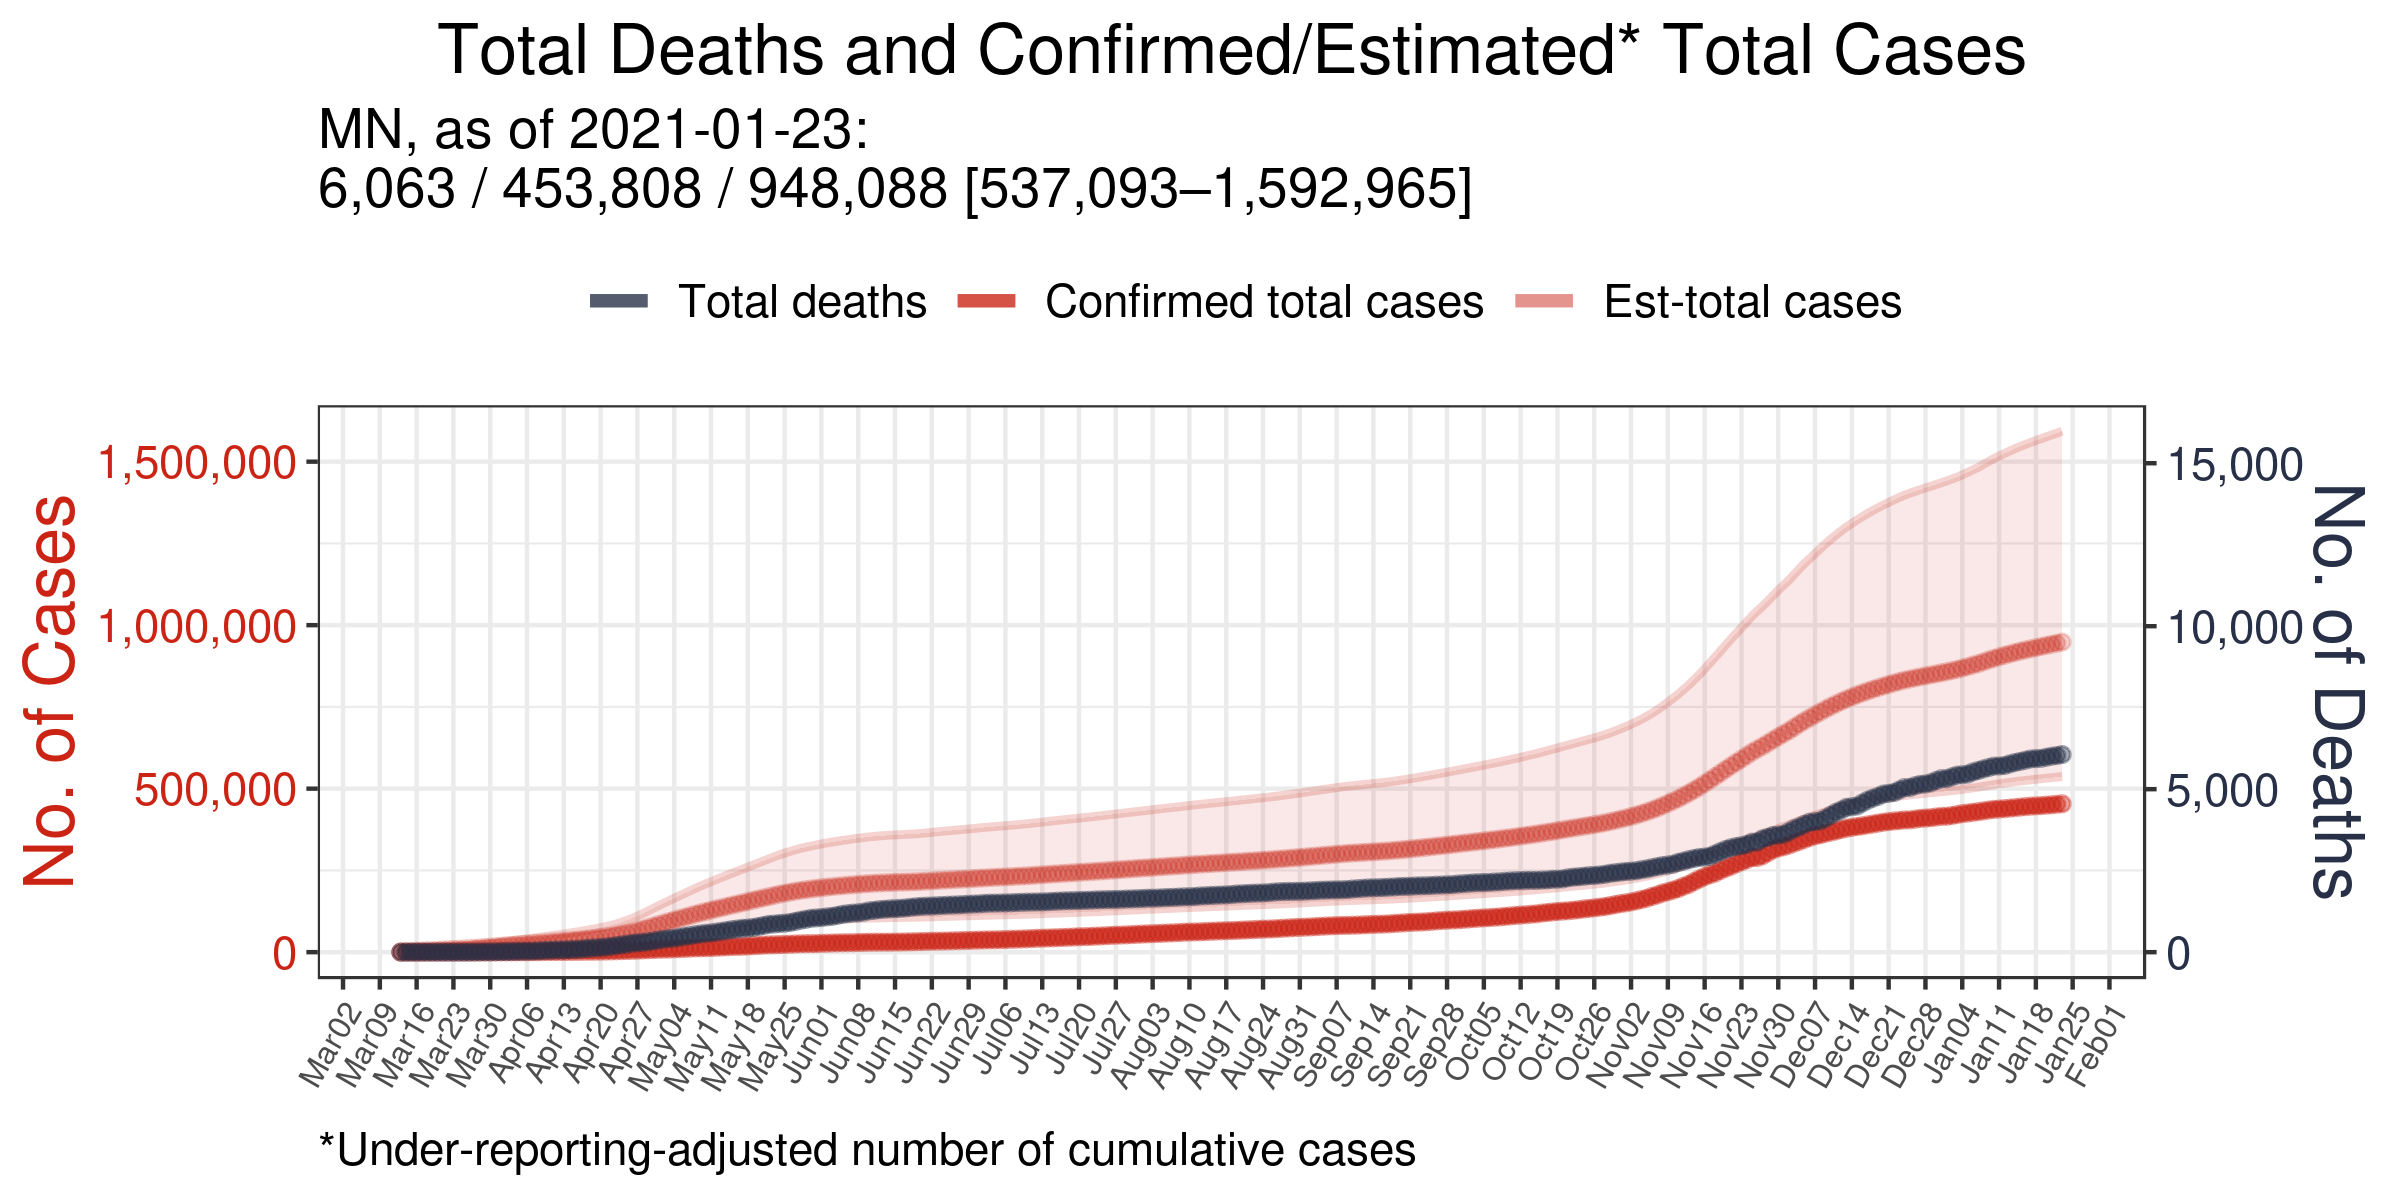 Total Deaths and Confirmed/Estimated* Total Cases
MN, as of 2021-01-23:
6,063 / 453,808 / 948,088 [537,093–1,592,965]
Total deaths
Confirmed total cases
Est-total cases
No. of Cases
1,500,000
1,000,000
500,000
0
15,000
10,000
5,000
0
No. of Deaths
Mar02
Mar09
Mar16
Mar23
Mar30
Apr06
Apr13
Apr20
Apr27
May04
May11
May18
May25
Jun01
Jun08
Jun15
Jun22
Jun29
Jul06
Jul13
Jul20
Jul27
Aug03
Aug10
Aug17
Aug24
Aug31
Sep07
Sep14
Sep21
Sep28
Oct05
Oct12
Oct19
Oct26
Nov02
Nov09
Nov16
Nov23
Nov30
Dec07
Dec14
Dec21
Dec28
Jan04
Jan11
Jan18
Jan25
Feb01
*Under-reporting-adjusted number of cumulative cases